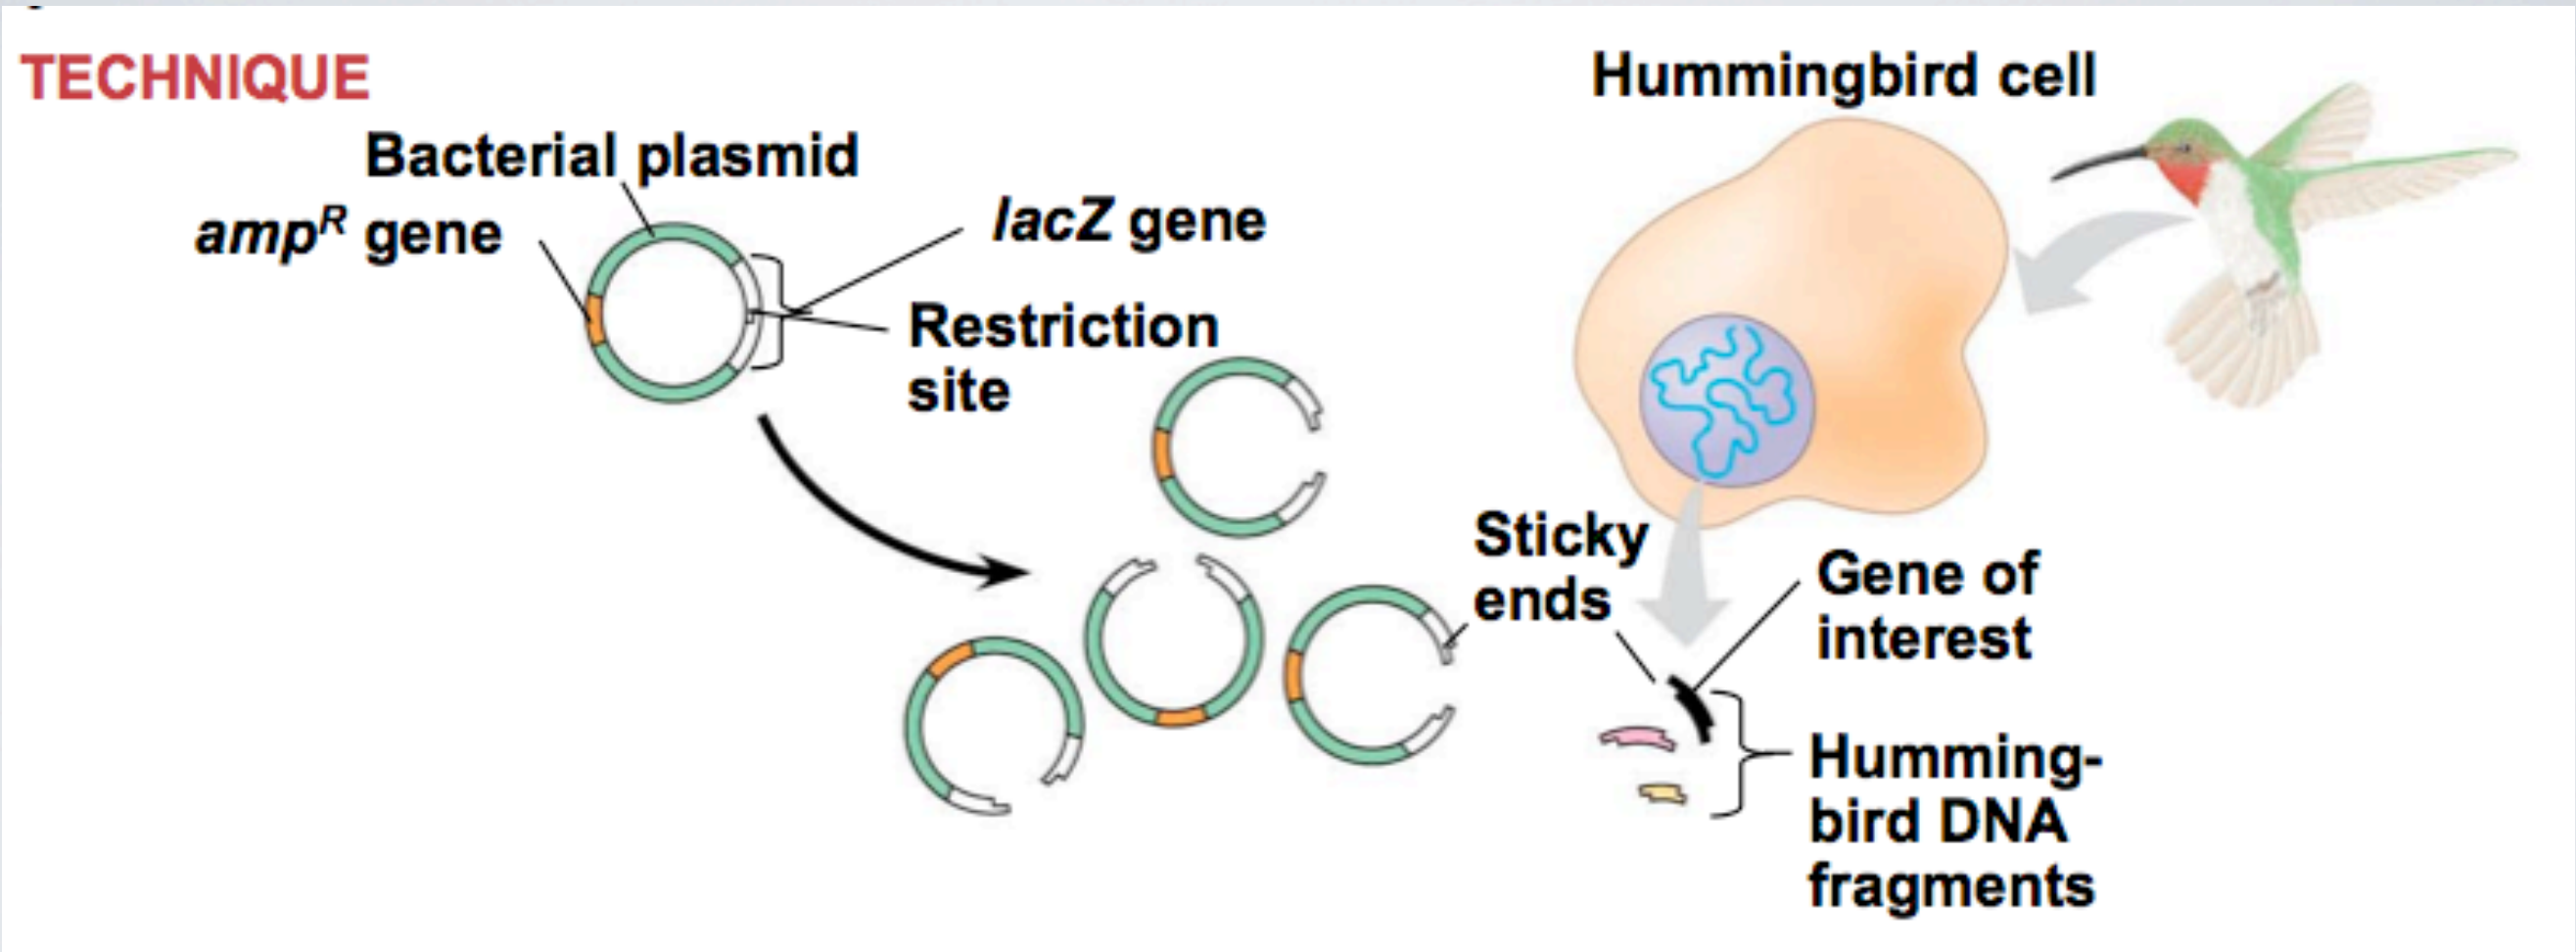 TECHNIQUE
Hummingbird cell
Bacterial plasmid
ampR gene
lacZ gene
Restriction
site
Sticky
ends
Gene of
interest
Humming-
bird DNA
fragments